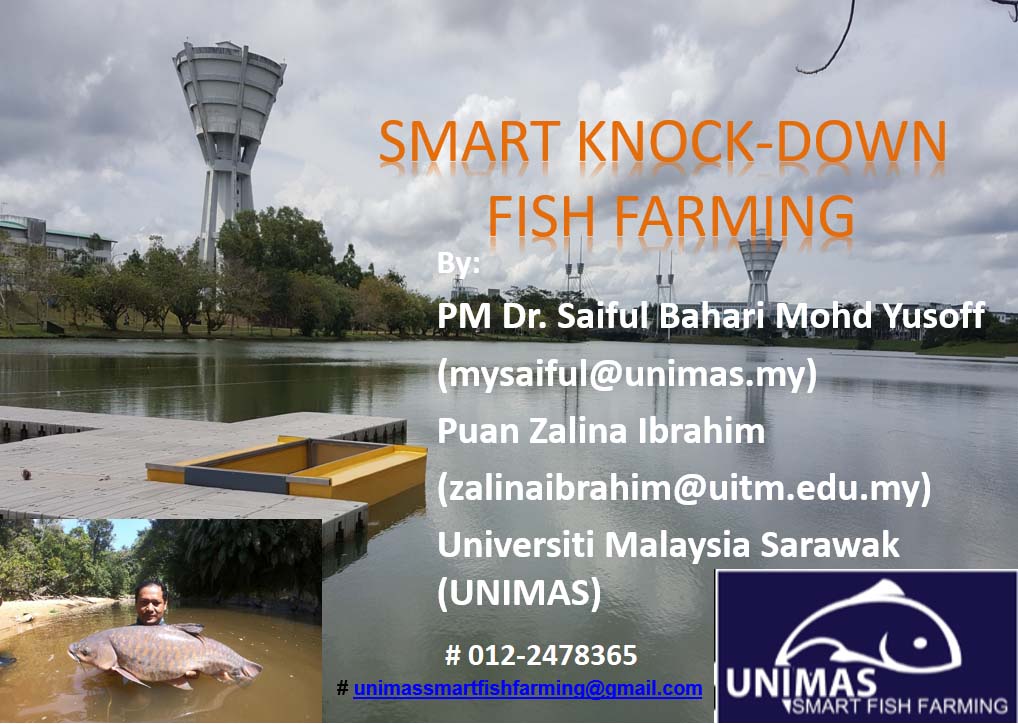 SMART KNOCK-DOWN
FISH FARMING
By:
PM Dr. Saiful Bahari Mohd Yusoff
(mysaiful@unimas.my)
Puan Zalina Ibrahim
(zalinaibrahim@uitm.edu.my)
Universiti Malaysia Sarawak
(UNIMAS)
# 012-2478365
# unimassmartfishfarming@gmail.com
UNIMAS
SMART FISH FARMING